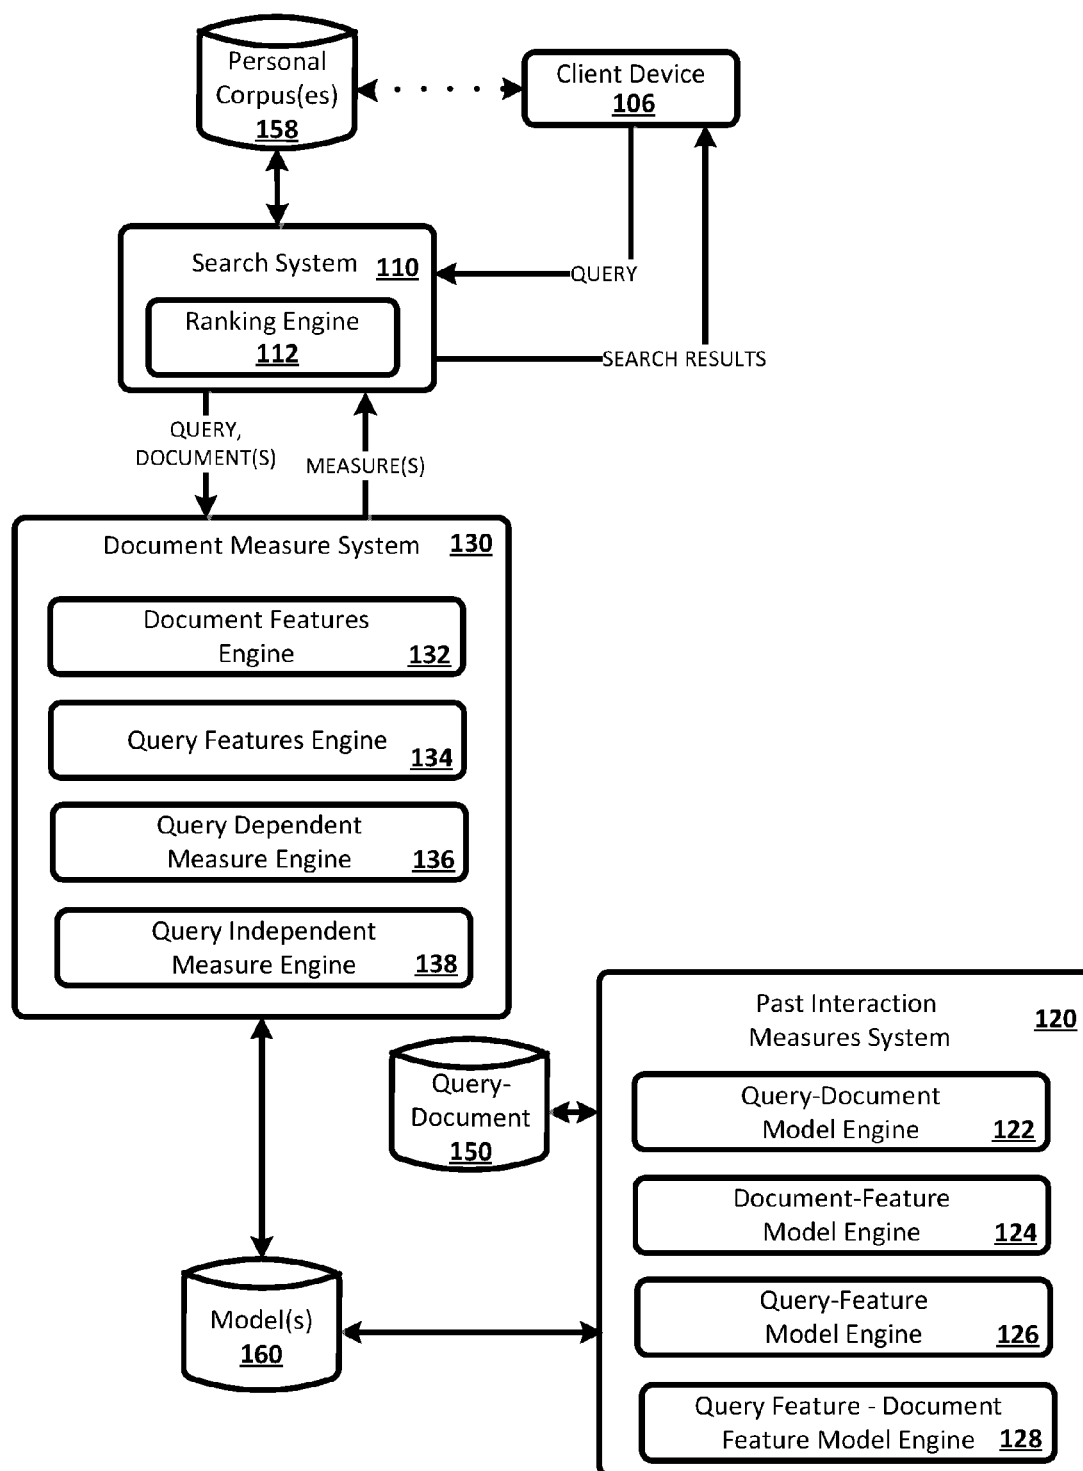 Personal
Corpus(es)
158
Client Device
106
Search System 110
QUERY
Ranking Engine
112
SEARCH RESULTS
QUERY,
DOCUMENT(S)
MEASURE(S)
Document Measure System 130
Document Features
Engine 132
Query Features Engine 134
Query Dependent
Measure Engine 136
Query Independent
Measure Engine 138
Past Interaction
Measures System 120
Query-
Document
150
Query-Document
Model Engine 122
Document-Feature
Model Engine 124
Query-Feature
Model Engine 126
Query Feature - Document
Feature Model Engine 128
Model(s)
160